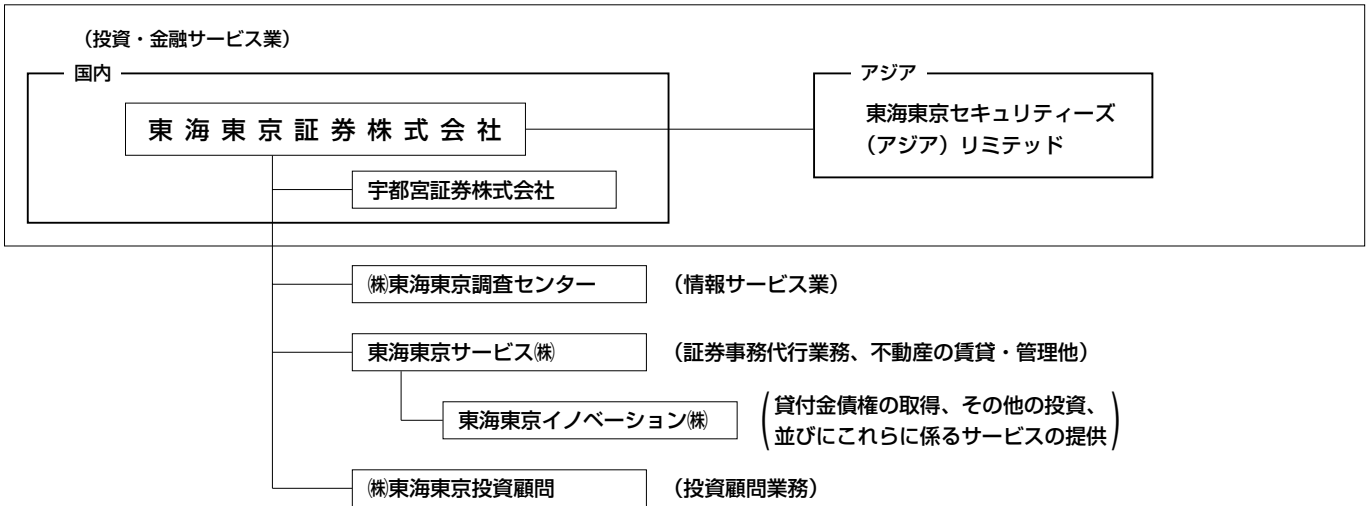 （投資・金融サービス業）
国内
アジア
東海東京証券株式会社
東海東京セキュリティーズ
（アジア）リミテッド
宇都宮証券株式会社
㈱東海東京調査センター （情報サービス業）
東海東京サービス㈱ （証券事務代行業務、不動産の賃貸・管理他）
東海東京イノベーション㈱
（貸付金債権の取得、その他の投資、
並びにこれらに係るサービスの提供）
㈱東海東京投資顧問 （投資顧問業務）